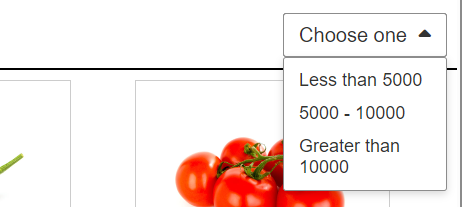 Choose one
Less than 5000
5000 - 10000
Greater than
10000